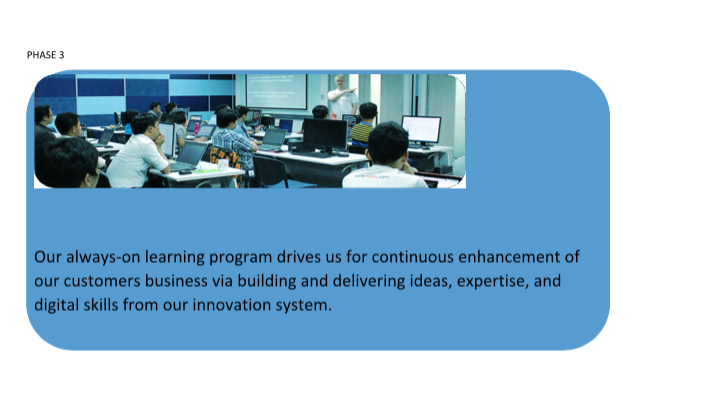 PHASE 3
Our always-on learning program drives us for continuous enhancement of
our customers business via building and delivering ideas, expertise, and
digital skills from our innovation system.